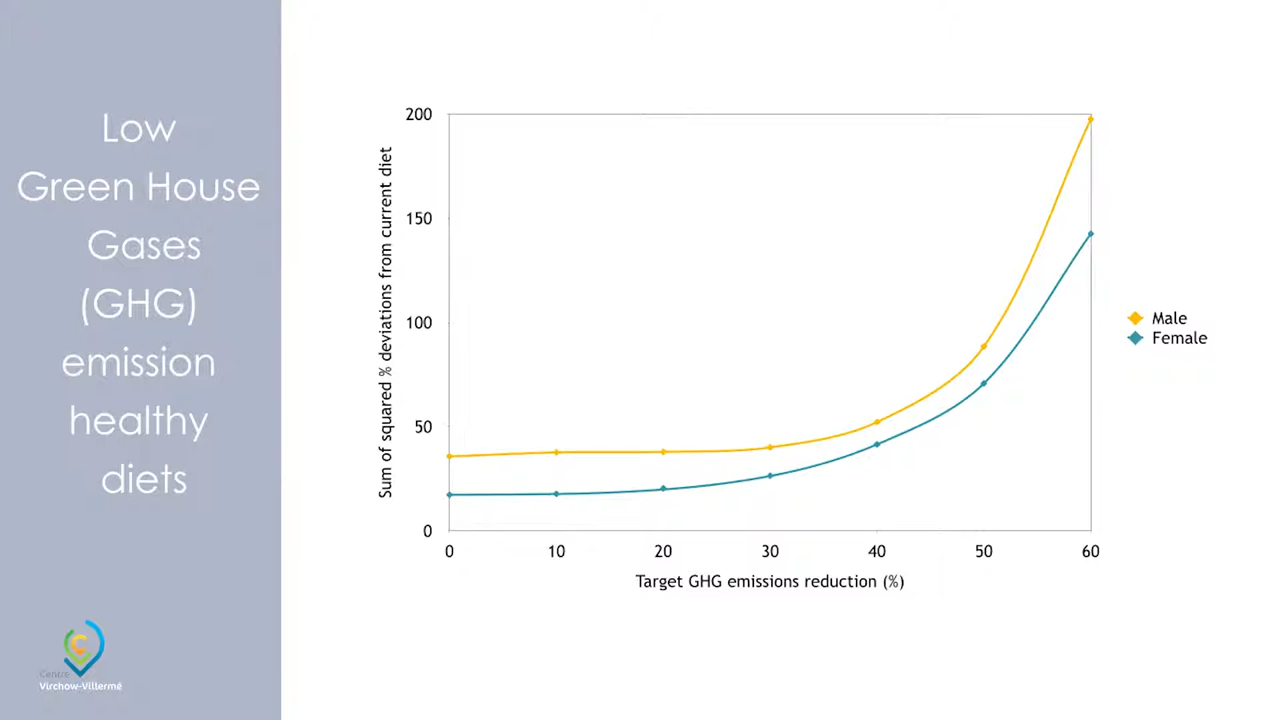 Low
Green House
Gases
(GHG)
emission
healthy
diets
Centre
Virchow-Villermé
Sum of squared % deviations from current diet
200
150
100
50
0
0 10 20 30 40 50 60
Target GHG emissions reduction (%)
Male
Female